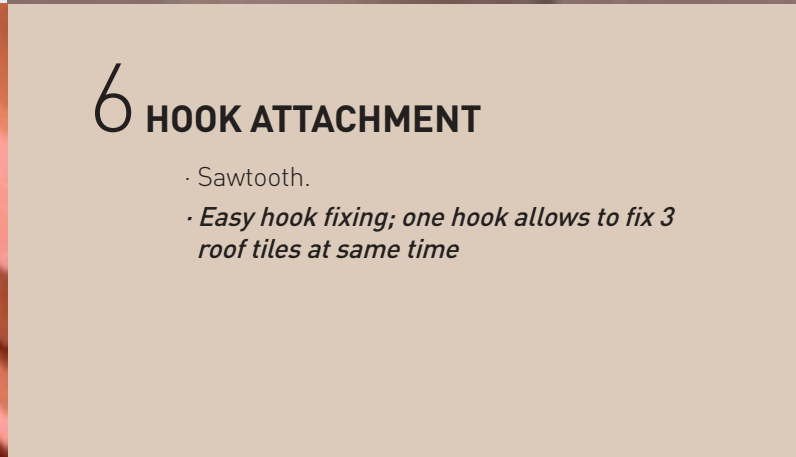 6 HOOK ATTACHMENT
· Sawtooth.
· Easy hook fixing; one hook allows to fix 3
roof tiles at same time